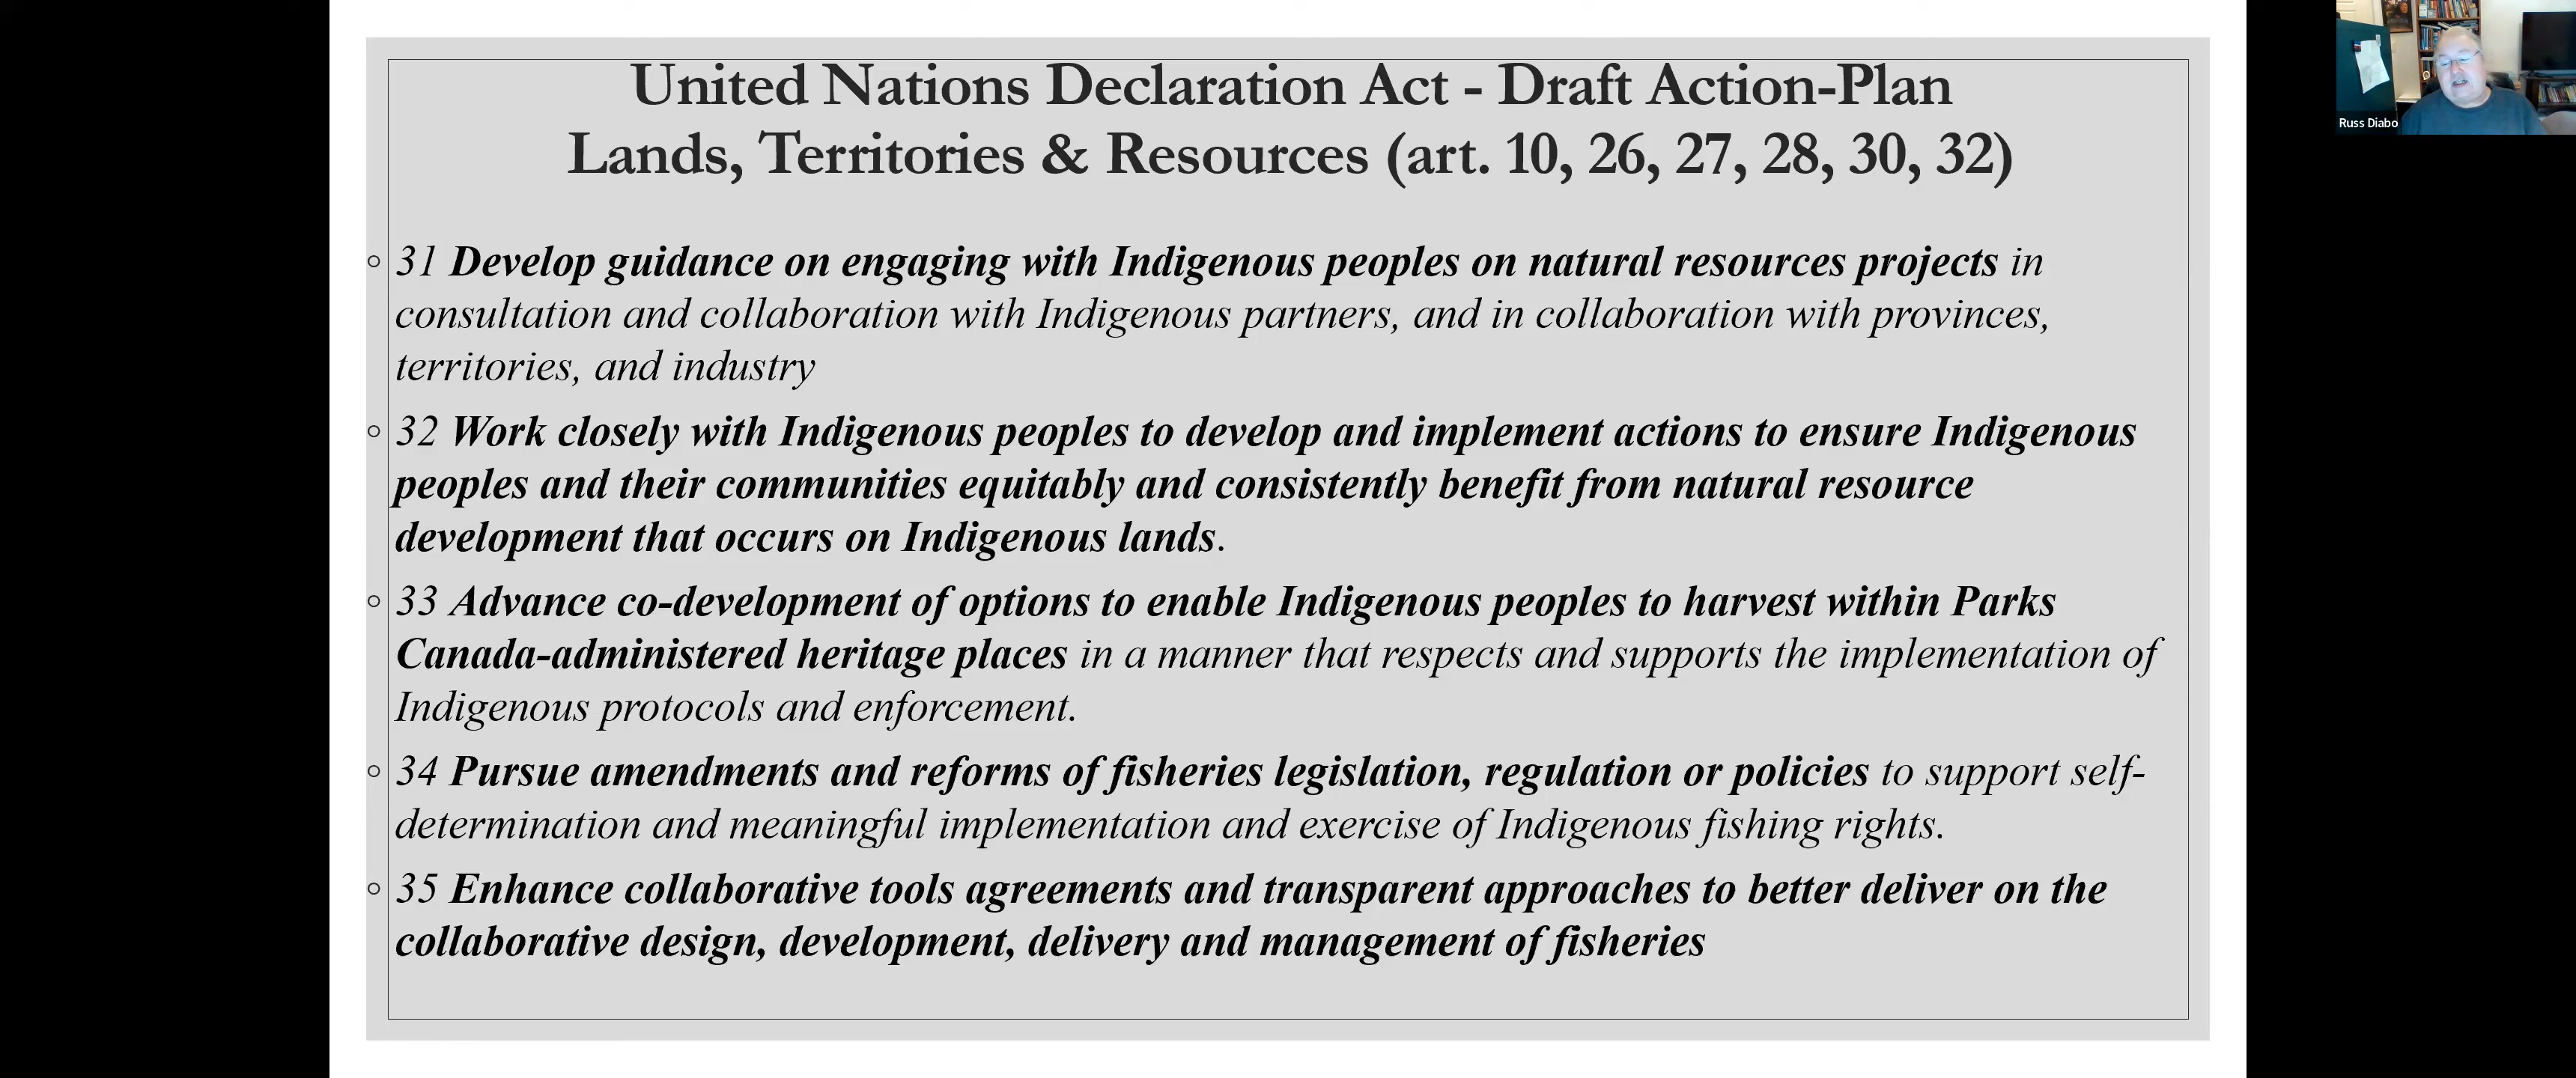 United Nations Declaration Act - Draft Action-Plan
Lands, Territories & Resources (art. 10, 26, 27, 28, 30, 32)
31 Develop guidance on engaging with Indigenous peoples on natural resources projects in
consultation and collaboration with Indigenous partners, and in collaboration with provinces,
territories, and industry
32 Work closely with Indigenous peoples to develop and implement actions to ensure Indigenous
peoples and their communities equitably and consistently benefit from natural resource
development that occurs on Indigenous lands.
33 Advance co-development of options to enable Indigenous peoples to harvest within Parks
Canada-administered heritage places in a manner that respects and supports the implementation of
Indigenous protocols and enforcement.
34 Pursue amendments and reforms of fisheries legislation, regulation or policies to support self-
determination and meaningful implementation and exercise of Indigenous fishing rights.
35 Enhance collaborative tools agreements and transparent approaches to better deliver on the
collaborative design, development, delivery and management of fisheries
Russ Diabo